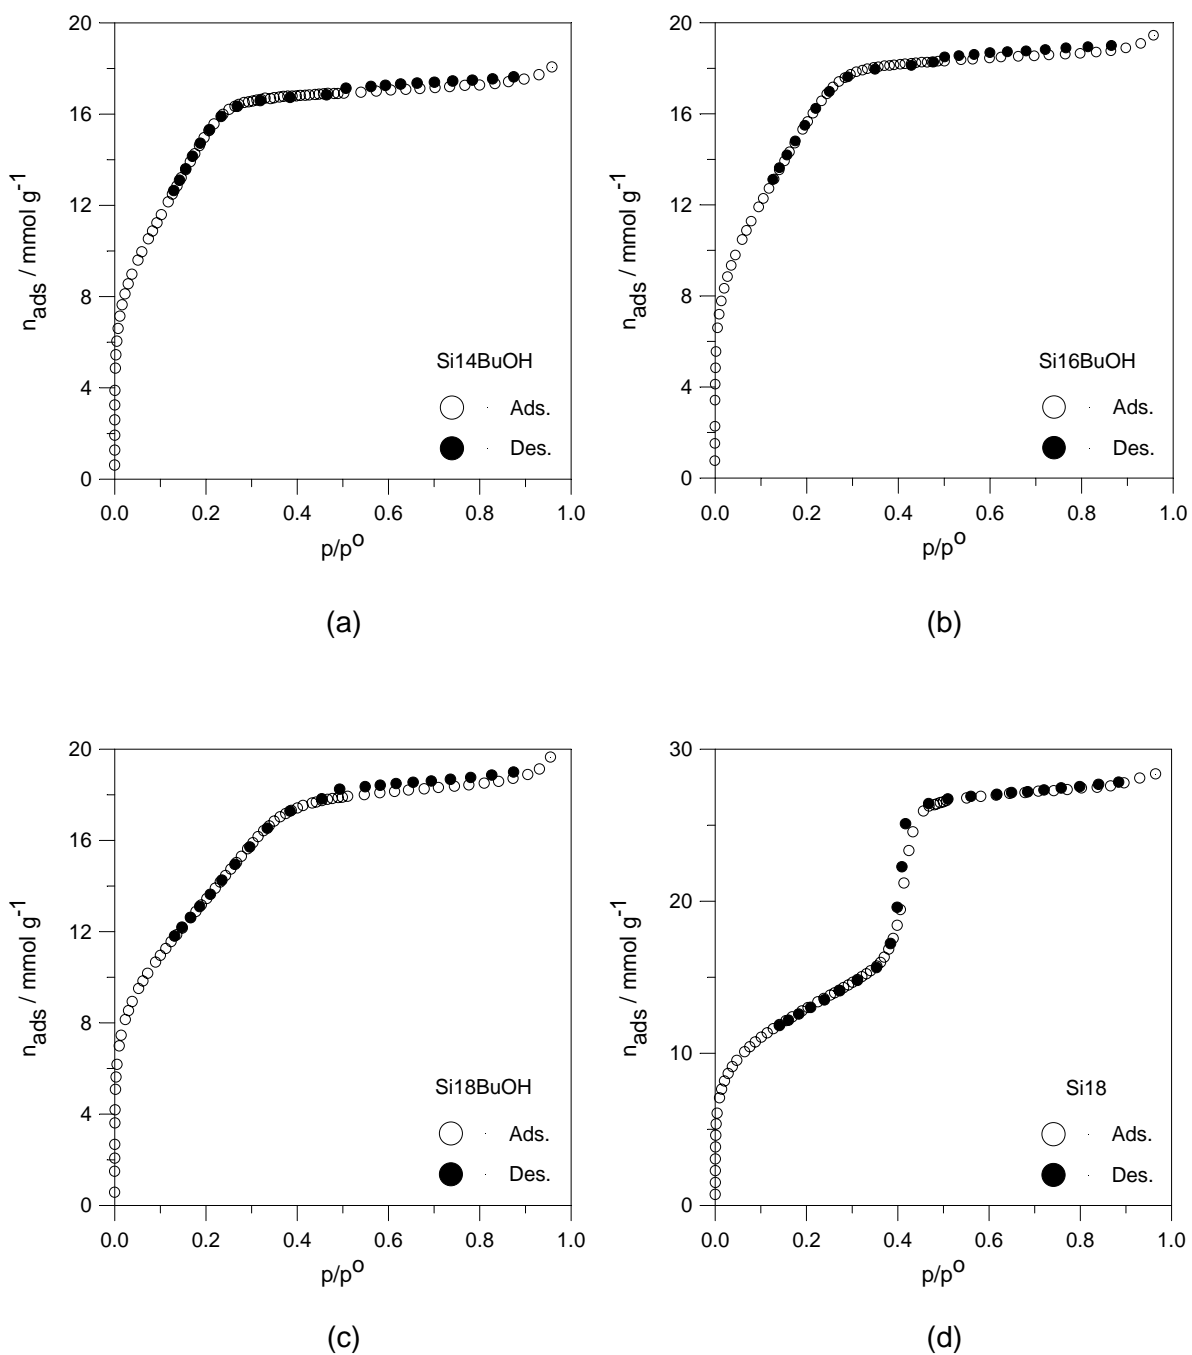 20
16
12
8
4
0
n_ads / mmol g^-1
Si14BuOH
Ads.
Des.
0.0 0.2 0.4 0.6 0.8 1.0
p/p^o
(a)
20
16
12
8
4
0
n_ads / mmol g^-1
Si16BuOH
Ads.
Des.
0.0 0.2 0.4 0.6 0.8 1.0
p/p^o
(b)
20
16
12
8
4
0
n_ads / mmol g^-1
Si18BuOH
Ads.
Des.
0.0 0.2 0.4 0.6 0.8 1.0
p/p^o
(c)
30
20
10
0
n_ads / mmol g^-1
Si18
Ads.
Des.
0.0 0.2 0.4 0.6 0.8 1.0
p/p^o
(d)